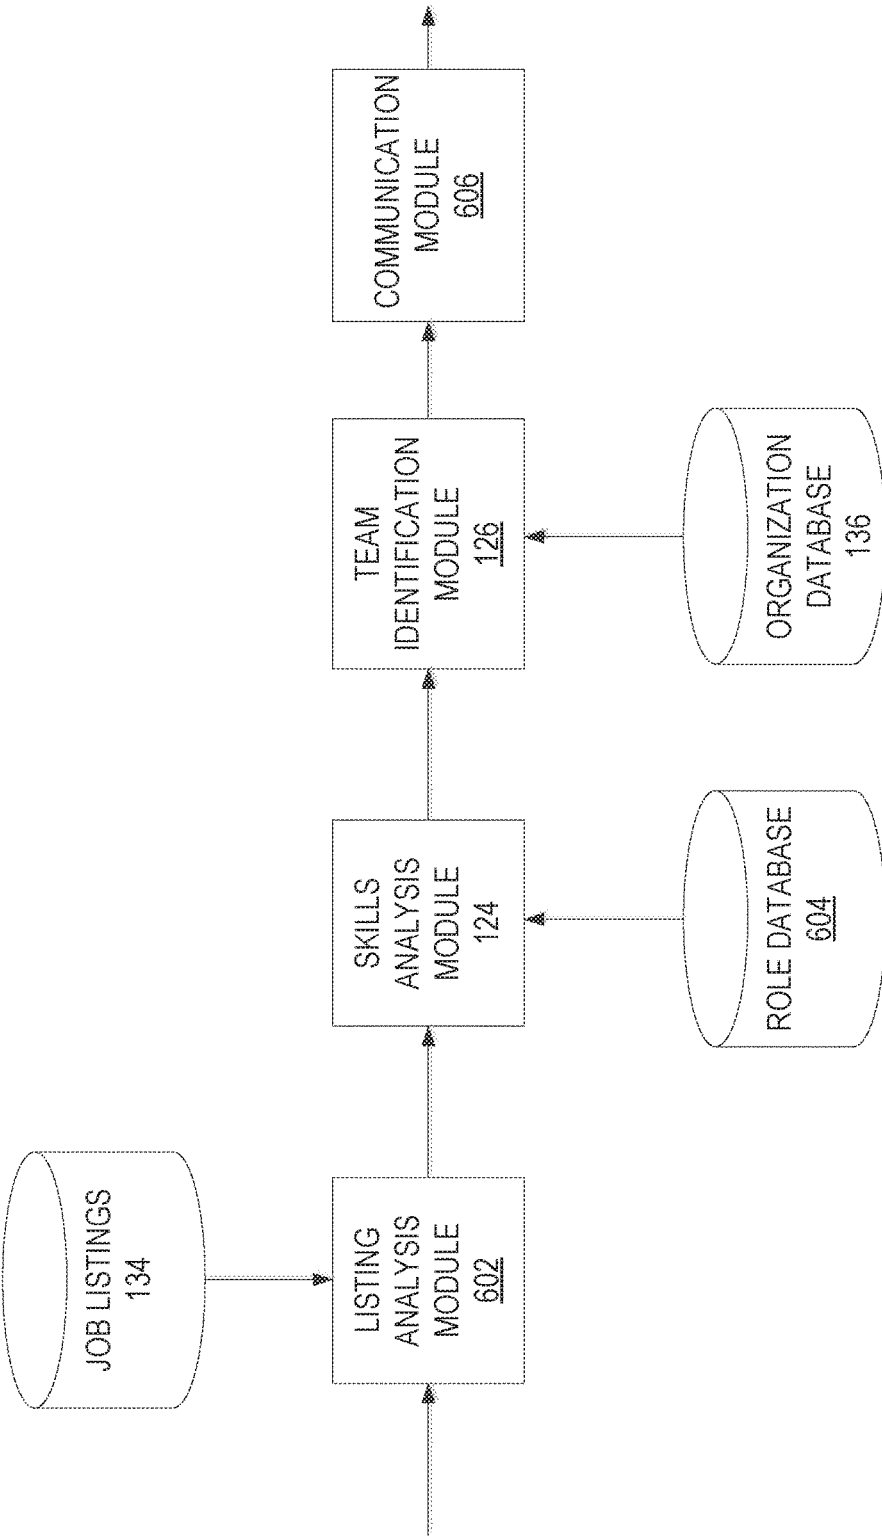 JOB LISTINGS
134
LISTING
ANALYSIS
MODULE
602
SKILLS
ANALYSIS
MODULE
124
TEAM
IDENTIFICATION
MODULE
126
COMMUNICATION
MODULE
606
ROLE DATABASE
604
ORGANIZATION
DATABASE
136